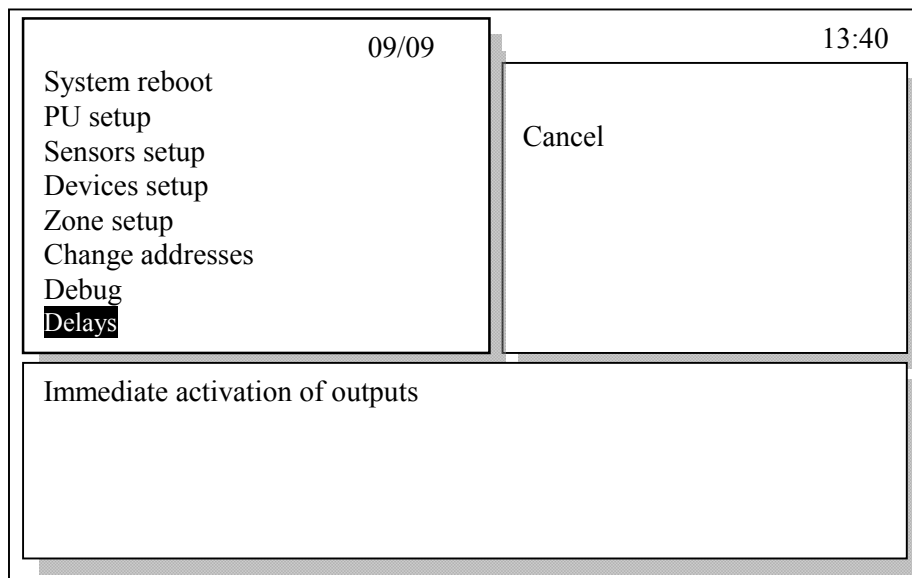 09/09
System reboot
PU setup
Sensors setup
Devices setup
Zone setup
Change addresses
Debug
Delays
13:40
Cancel
Immediate activation of outputs